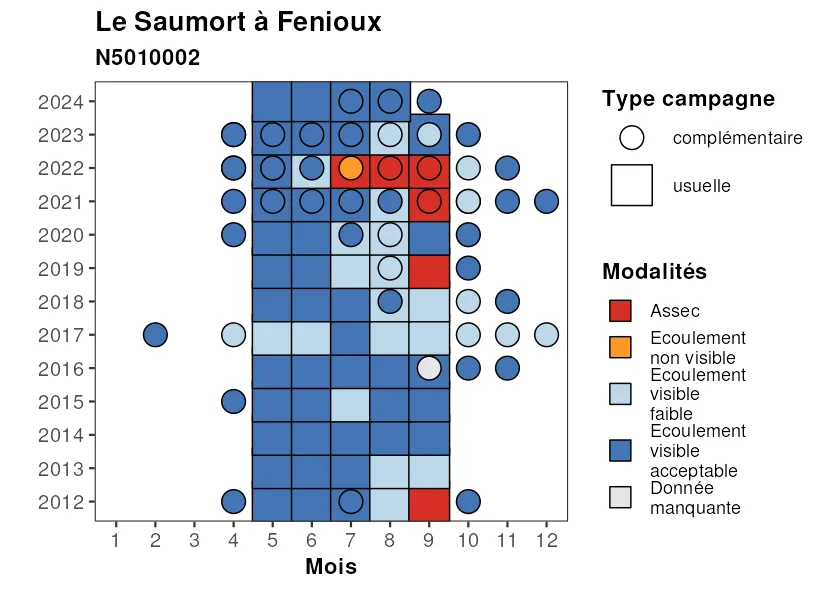 Le Saumort à Fenioux
N5010002
2024
2023
2022
2021
2020
2019
2018
2017
2016
2015
2014
2013
2012
1 2 3 4 5 6 7 8 9 10 11 12
Mois
Type campagne
complémentaire
usuelle
Modalités
Assec
Ecoulement
non visible
Ecoulement
visible
faible
Ecoulement
visible
acceptable
Donnée
manquante